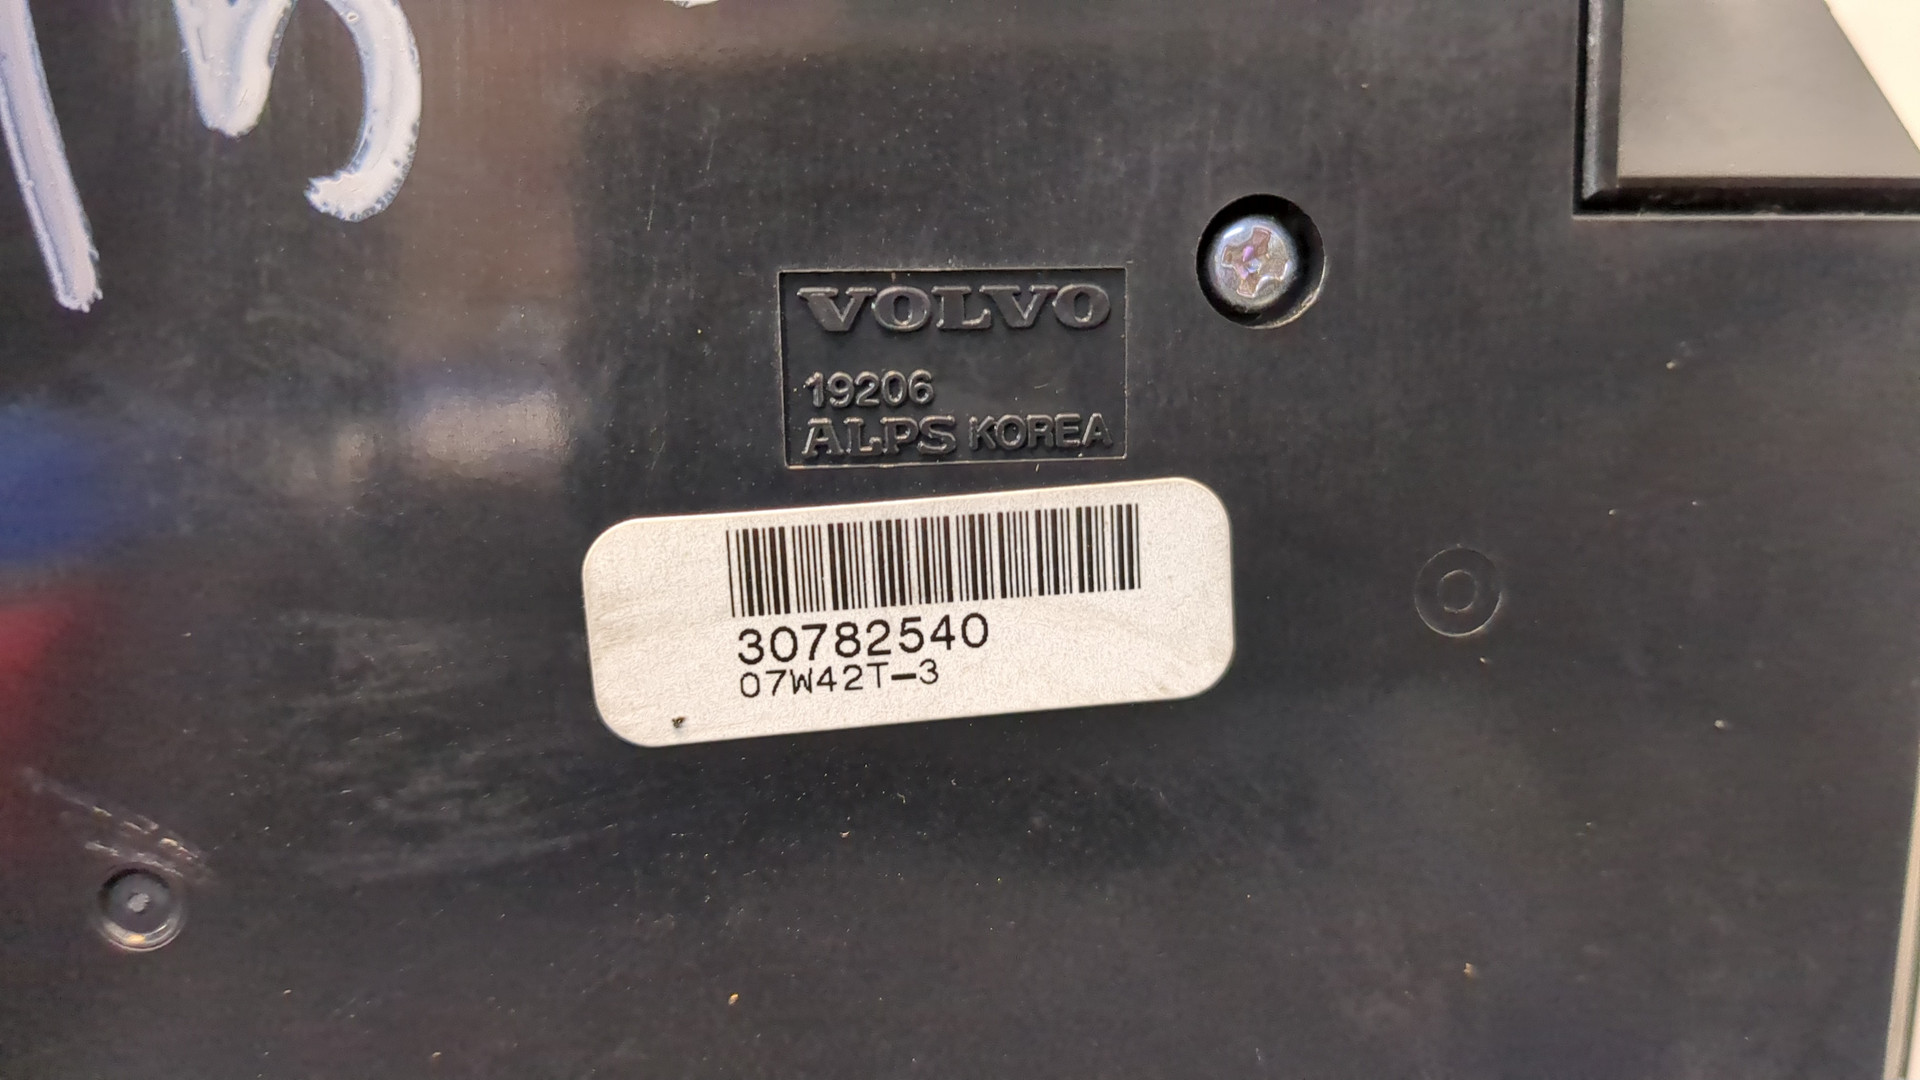 VOLVO
19206
ALPS KOREA
30782540
07W42T-3